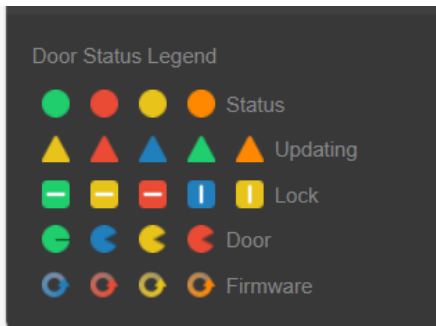 Door Status Legend
Status
Updating
Lock
Door
Firmware